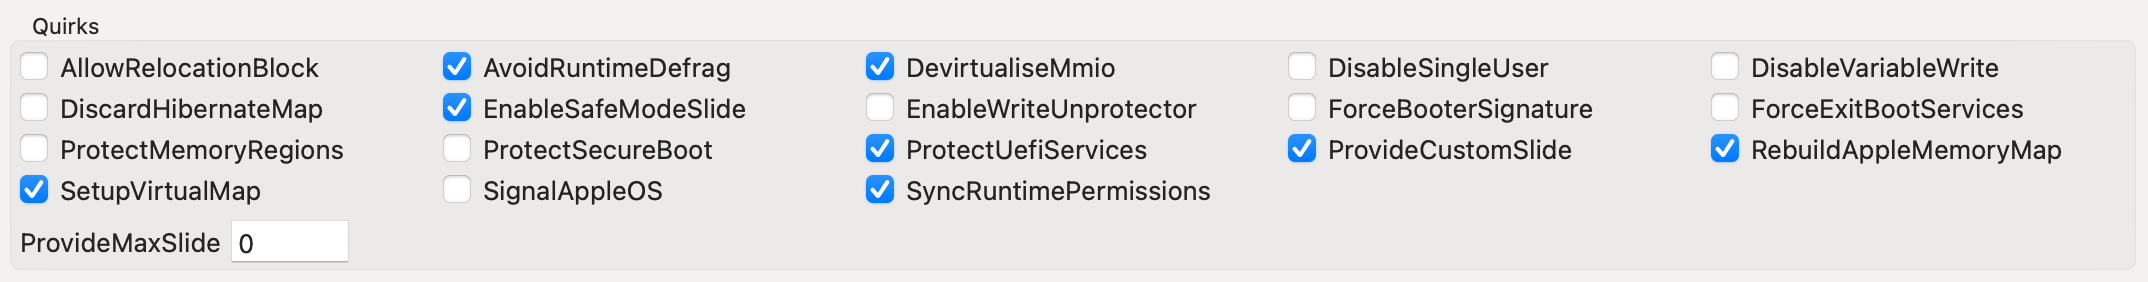 Quirks
AllowRelocationBlock AvoidRuntimeDefrag DevirtualiseMmio DisableSingleUser DisableVariableWrite
DiscardHibernateMap EnableSafeModeSlide EnableWriteUnprotector ForceBooterSignature ForceExitBootServices
ProtectMemoryRegions ProtectSecureBoot ProtectUefiServices ProvideCustomSlide RebuildAppleMemoryMap
SetupVirtualMap SignalAppleOS SyncRuntimePermissions
ProvideMaxSlide 0